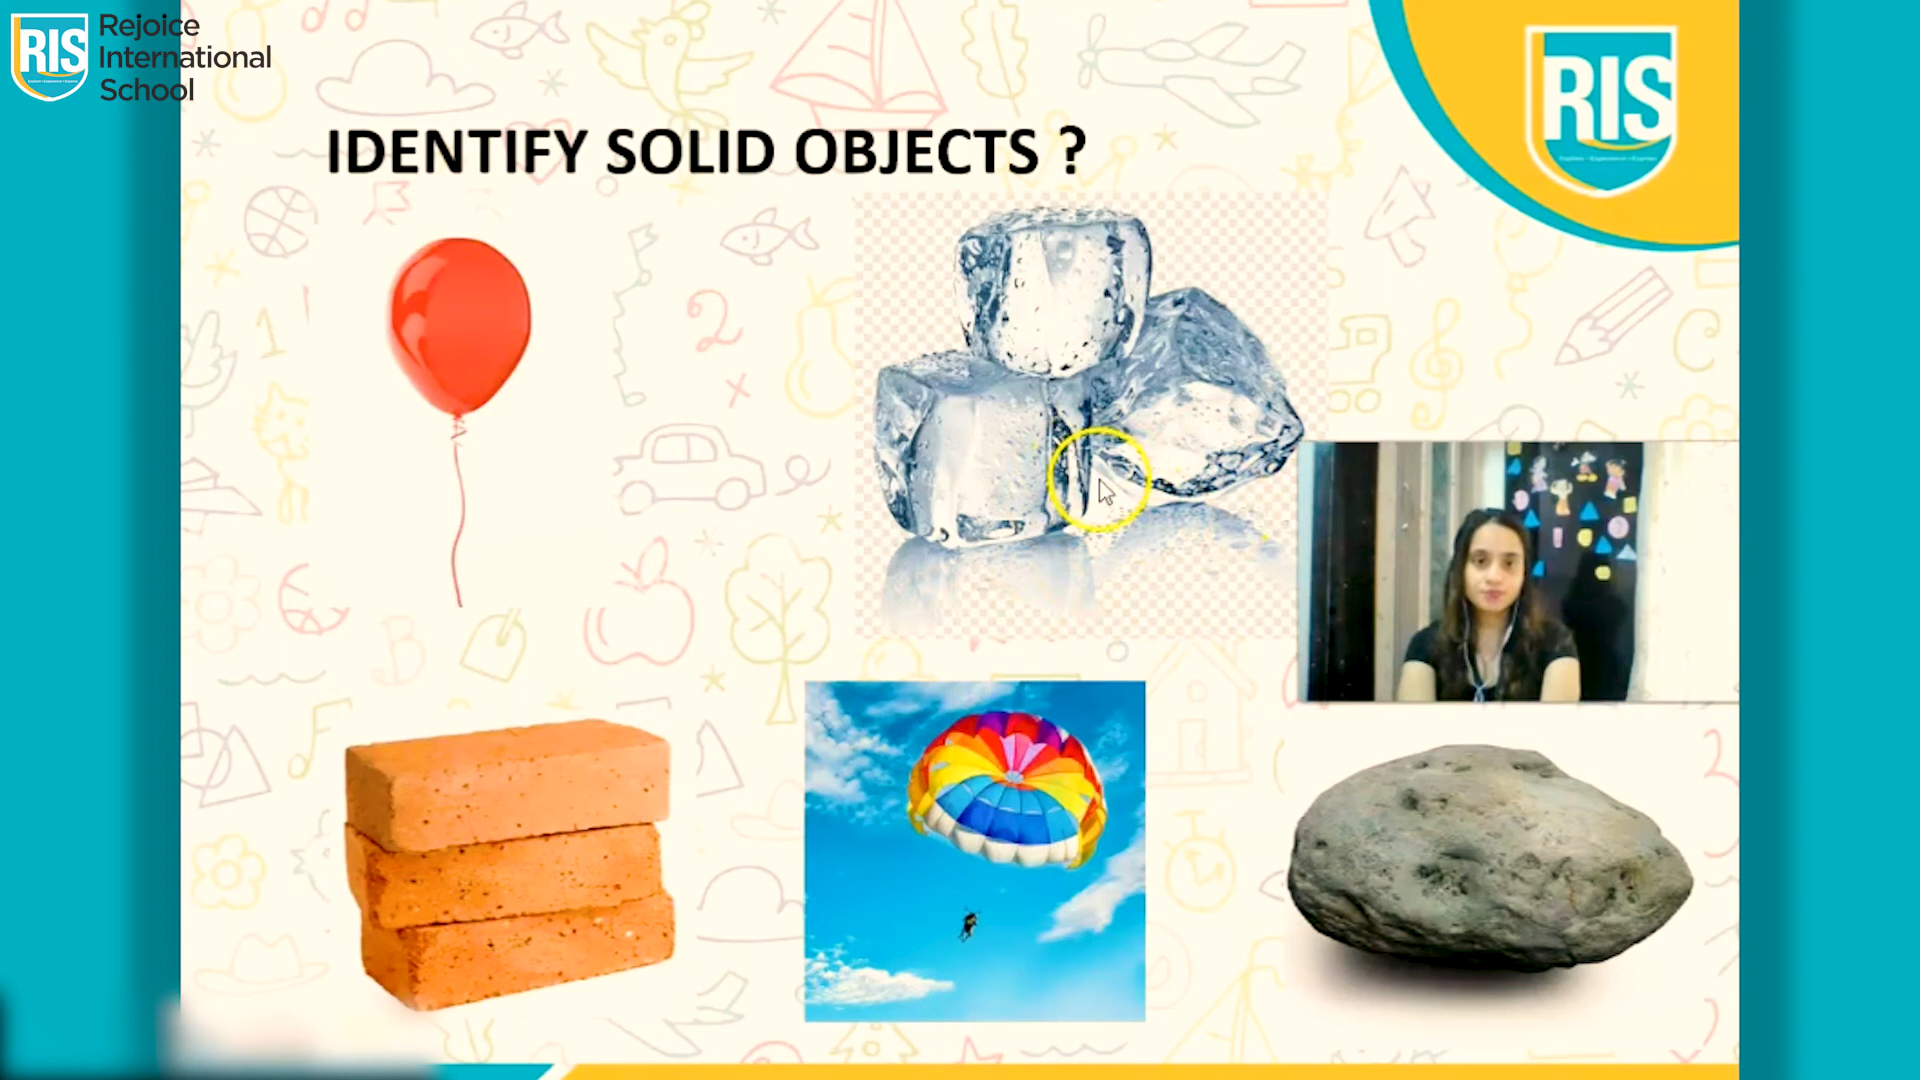 RIS
Rejoice
International
School
RIS
IDENTIFY SOLID OBJECTS ?